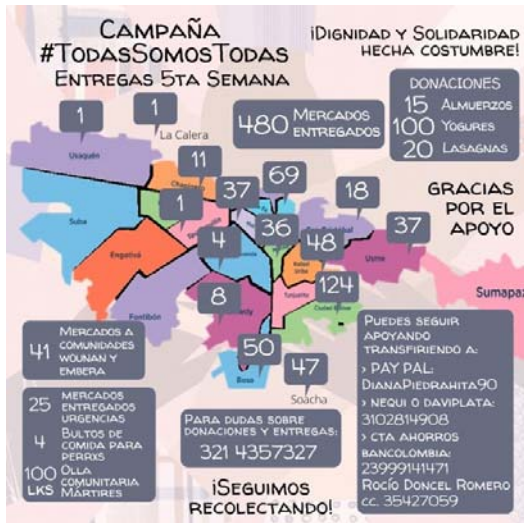 Campaña
#TodasSomosTodas
Entregas 5ta Semana
¡Dignidad y Solidaridad
hecha costumbre!
480 Mercados
entregados
Donaciones
15 Almuerzos
100 Yogures
20 Lasagnas
Gracias
por el
apoyo
1
1
La Calera
Usaquén
11
1
37
69
18
Suba
4
36
48
37
Rafael
Uribe
Usme
Engativá
8
124
Tunjuelito
Ciudad Bolívar
Sumapaz
Fontibón
50
Bosa
47
Soacha
41 Mercados a
comunidades
Wounan y
Embera
25 mercados
entregados
urgencias
4 Bultos de
comida para
perrxs
100 Olla
lks comunitaria
Mártires
Para dudas sobre
donaciones y entregas:
321 4357327
¡Seguimos
recolectando!
Puedes seguir
apoyando
transfiriendo a:
> Pay Pal:
DianaPiedrahita90
> Nequi o Daviplata:
3102814908
> Cta ahorros
Bancolombia:
23999141471
Rocío Doncel Romero
cc. 35427059